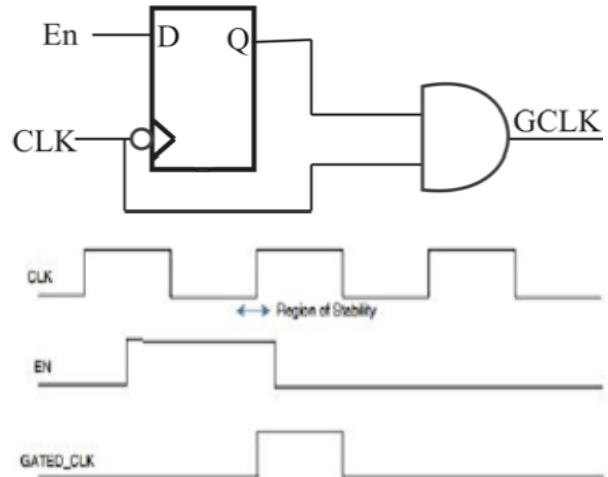 En
D
Q
CLK
GCLK
CLK
Region of Stability
EN
GATED_CLK